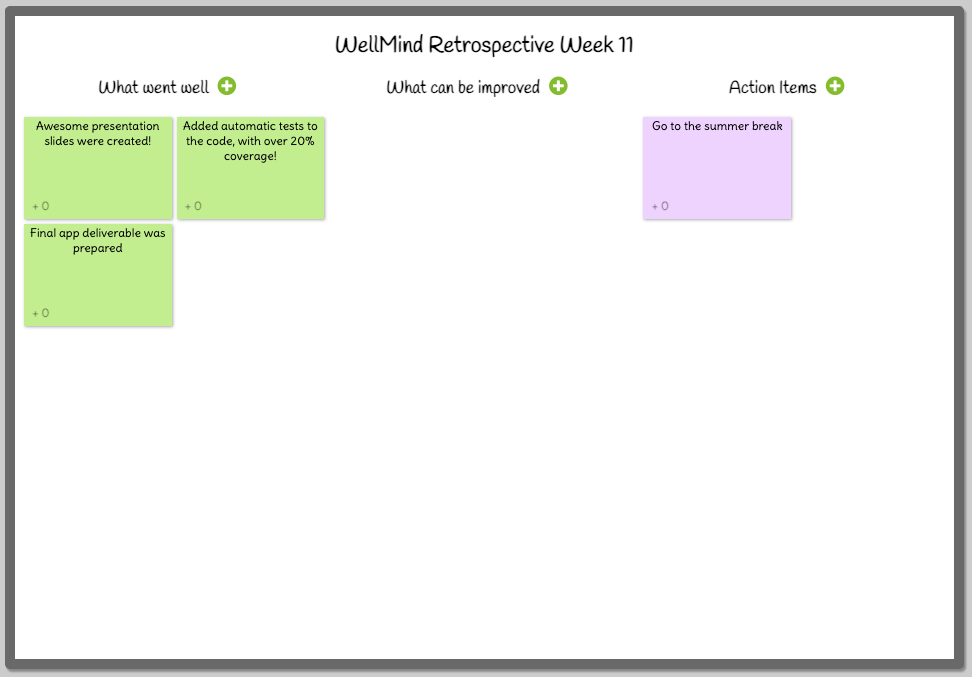 WellMind Retrospective Week 11
What went well
What can be improved
Action Items
Awesome presentation
slides were created!
+ 0
Added automatic tests to
the code, with over 20%
coverage!
+ 0
Final app deliverable was
prepared
+ 0
Go to the summer break
+ 0